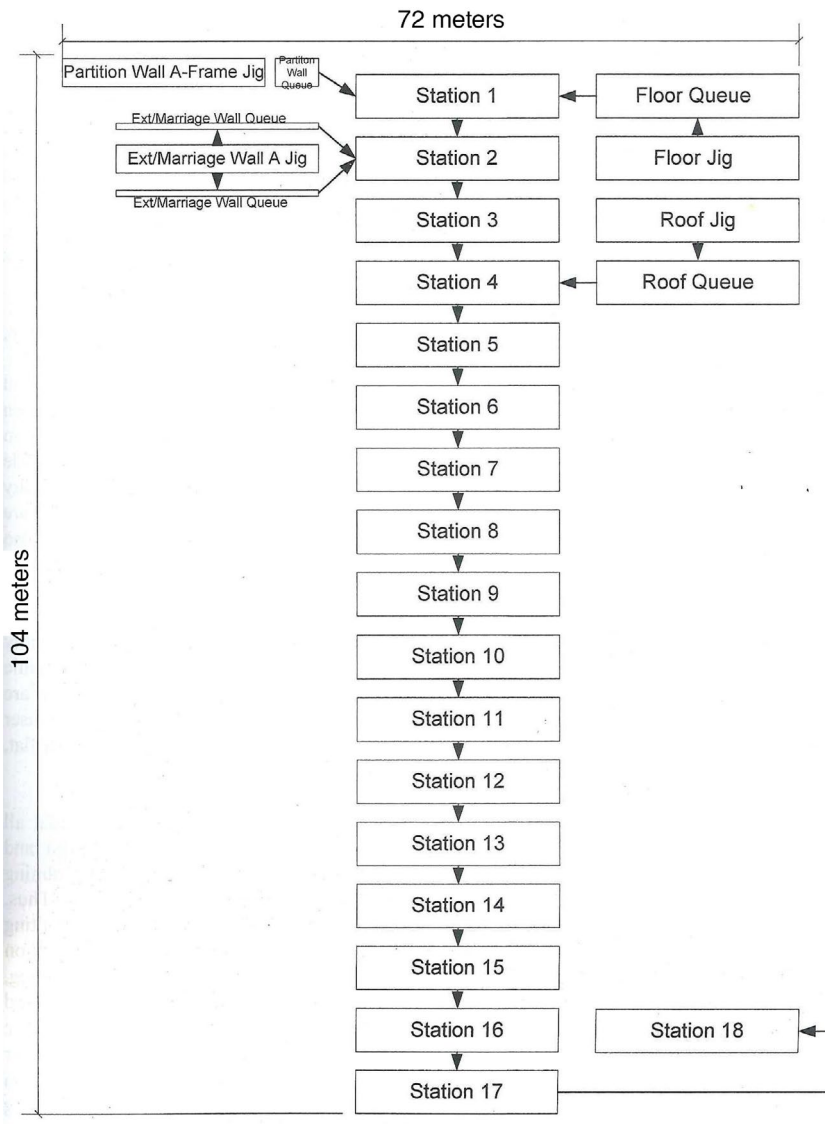 72 meters
104 meters
Partition Wall A-Frame Jig
Partiton
Wall
Queue
Station 1
Floor Queue
Ext/Marriage Wall Queue
Ext/Marriage Wall A Jig
Station 2
Floor Jig
Ext/Marriage Wall Queue
Station 3
Roof Jig
Station 4
Roof Queue
Station 5
Station 6
Station 7
Station 8
Station 9
Station 10
Station 11
Station 12
Station 13
Station 14
Station 15
Station 16
Station 18
Station 17